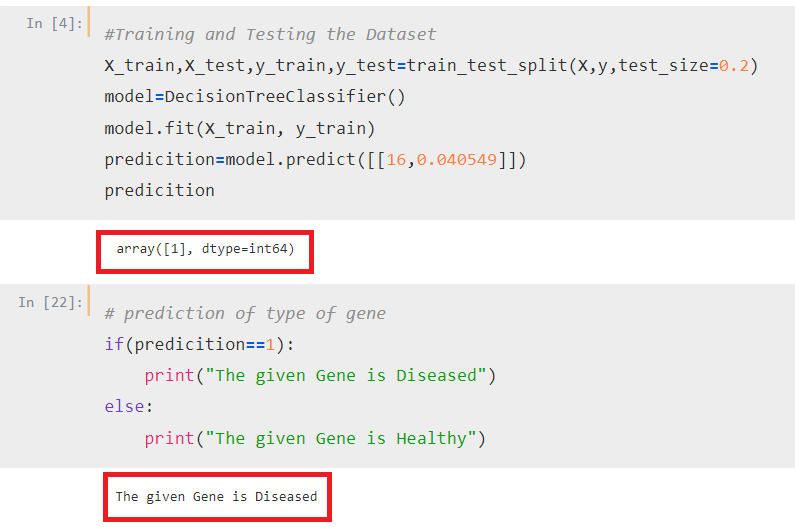 In [4]:
#Training and Testing the Dataset
X_train,X_test,y_train,y_test=train_test_split(X,y,test_size=0.2)
model=DecisionTreeClassifier()
model.fit(X_train, y_train)
predicition=model.predict([[16,0.040549]])
predicition
array([1], dtype=int64)
In [22]:
# prediction of type of gene
if(predicition==1):
    print("The given Gene is Diseased")
else:
    print("The given Gene is Healthy")
The given Gene is Diseased